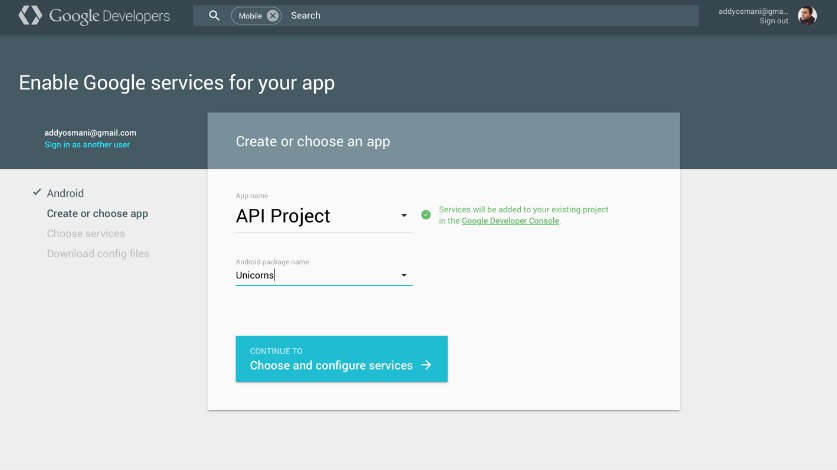 Google Developers
Mobile
Search
addyosmani@gma...
Sign out
Enable Google services for your app
addyosmani@gmail.com
Sign in as another user
Create or choose an app
Android
Create or choose app
Choose services
Download config files
App name
API Project
Services will be added to your existing project
in the Google Developer Console.
Android package name
Unicorns
CONTINUE TO
Choose and configure services